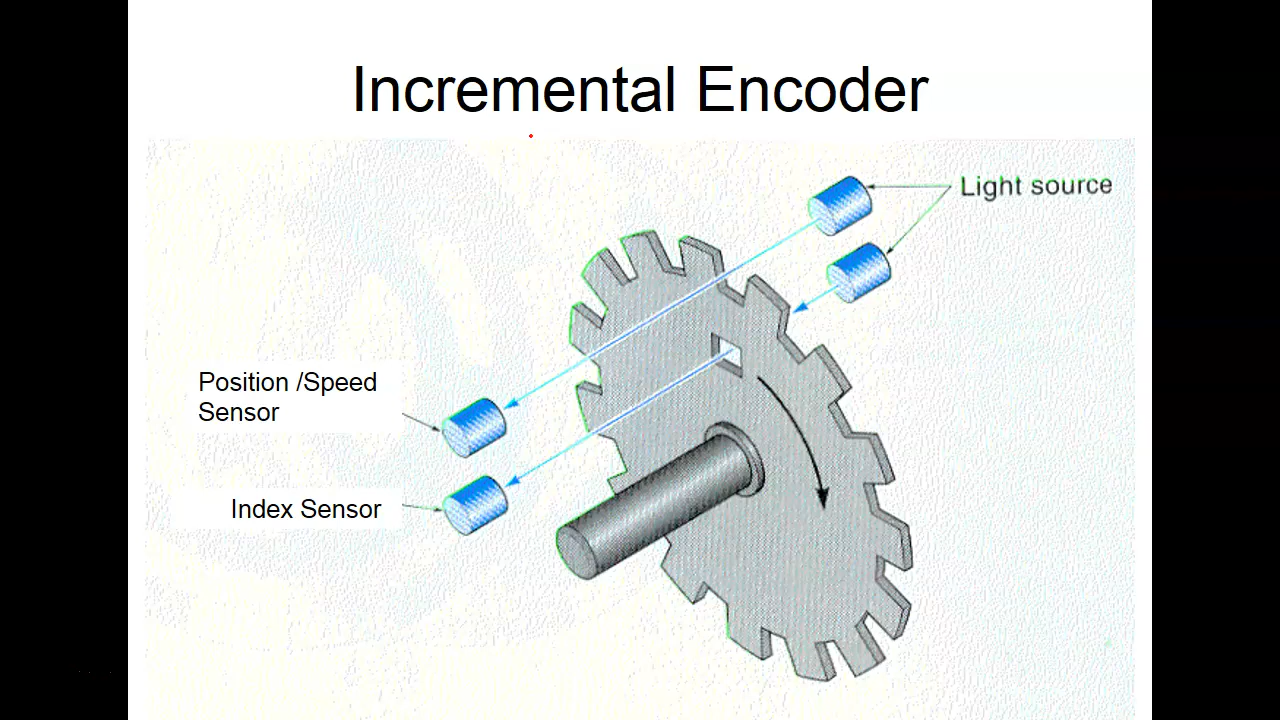 Incremental Encoder
Light source
Position /Speed
Sensor
Index Sensor